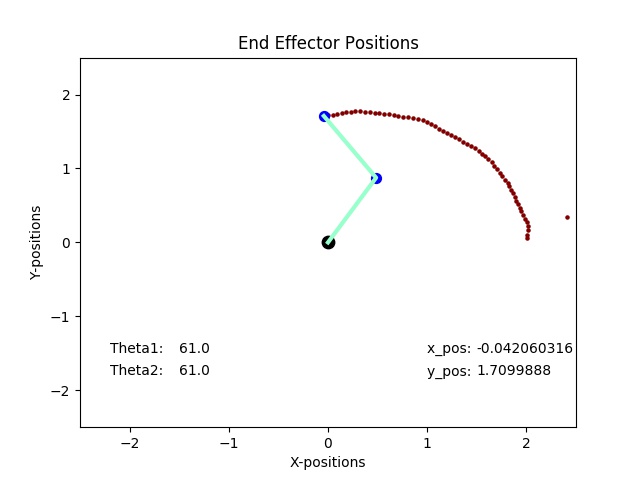 End Effector Positions
2
1
0
−1
−2
Y-positions
Theta1: 61.0
x_pos: -0.042060316
Theta2: 61.0
y_pos: 1.7099888
−2 −1 0 1 2
X-positions